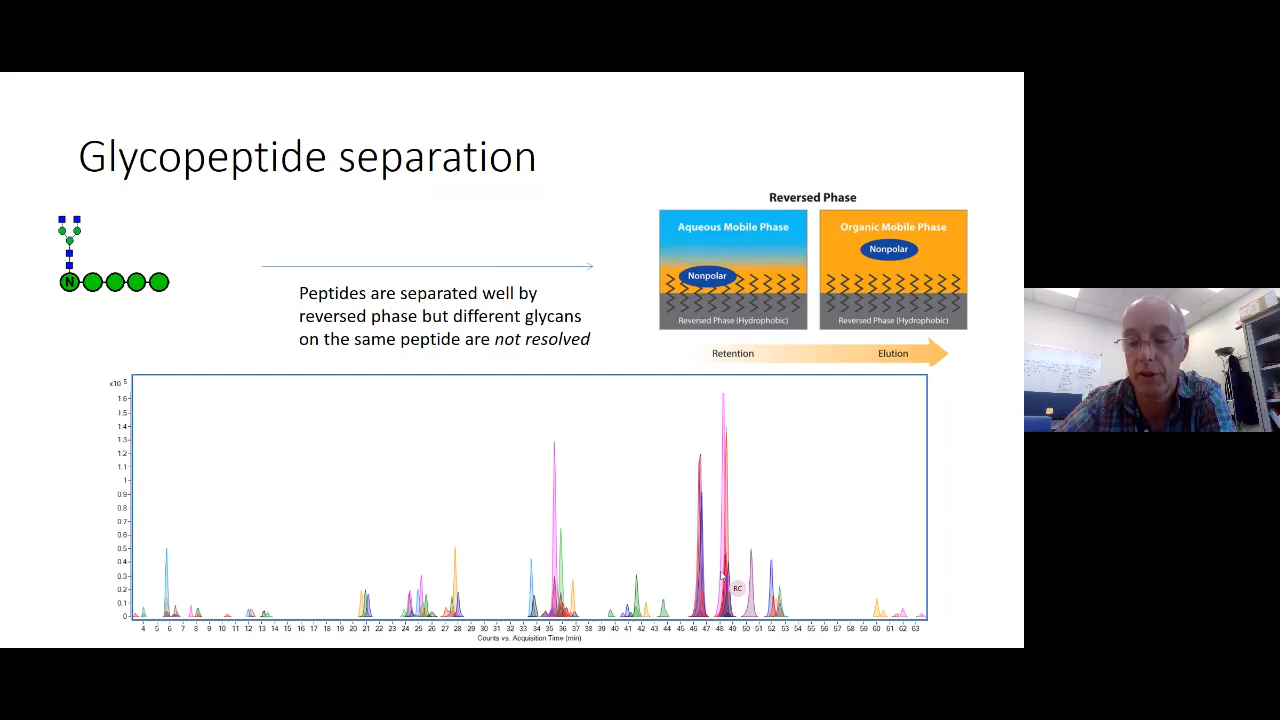 Glycopeptide separation
N
Peptides are separated well by
reversed phase but different glycans
on the same peptide are not resolved
Reversed Phase
Aqueous Mobile Phase
Nonpolar
Reversed Phase (Hydrophobic)
Organic Mobile Phase
Nonpolar
Reversed Phase (Hydrophobic)
Retention
Elution
x10 5
1.6
1.5
1.4
1.3
1.2
1.1
1
0.9
0.8
0.7
0.6
0.5
0.4
0.3
0.2
0.1
0
RC
4 5 6 7 8 9 10 11 12 13 14 15 16 17 18 19 20 21 22 23 24 25 26 27 28 29 30 31 32 33 34 35 36 37 38 39 40 41 42 43 44 45 46 47 48 49 50 51 52 53 54 55 56 57 58 59 60 61 62 63
Counts vs. Acquisition Time (min)